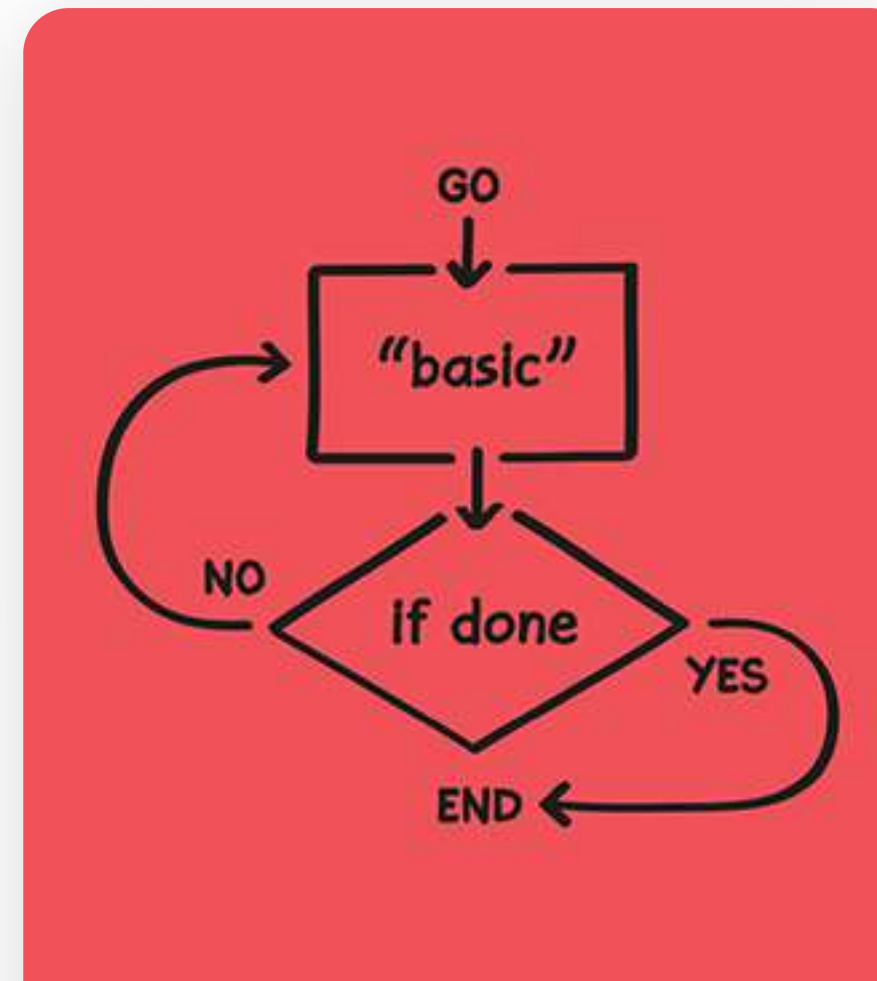 GO
“basic”
if done
NO
YES
END